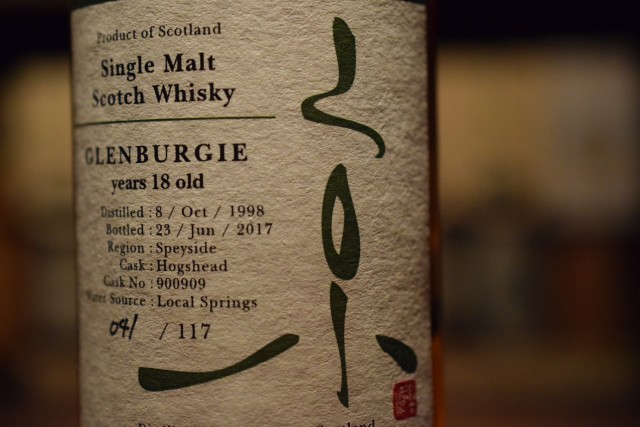 Product of Scotland
Single Malt
Scotch Whisky
GLENBURGIE
years 18 old
Distilled : 8 / Oct / 1998
Bottled : 23 / Jun / 2017
Region : Speyside
Cask : Hogshead
Cask No : 900909
Water Source : Local Springs
041 / 117